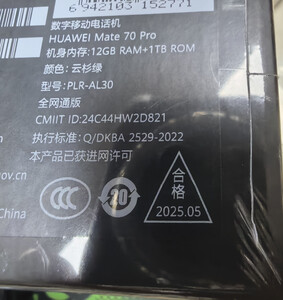 6 942103 152771
数字移动电话机
HUAWEI Mate 70 Pro
机身内存:12GB RAM+1TB ROM
颜色: 云杉绿
型号: PLR-AL30
全网通版
CMIIT ID:24C44HW2D821
执行标准: Q/DKBA 2529-2022
本产品已获进网许可
ov.cn
China
CCC
20
合格
2025.05